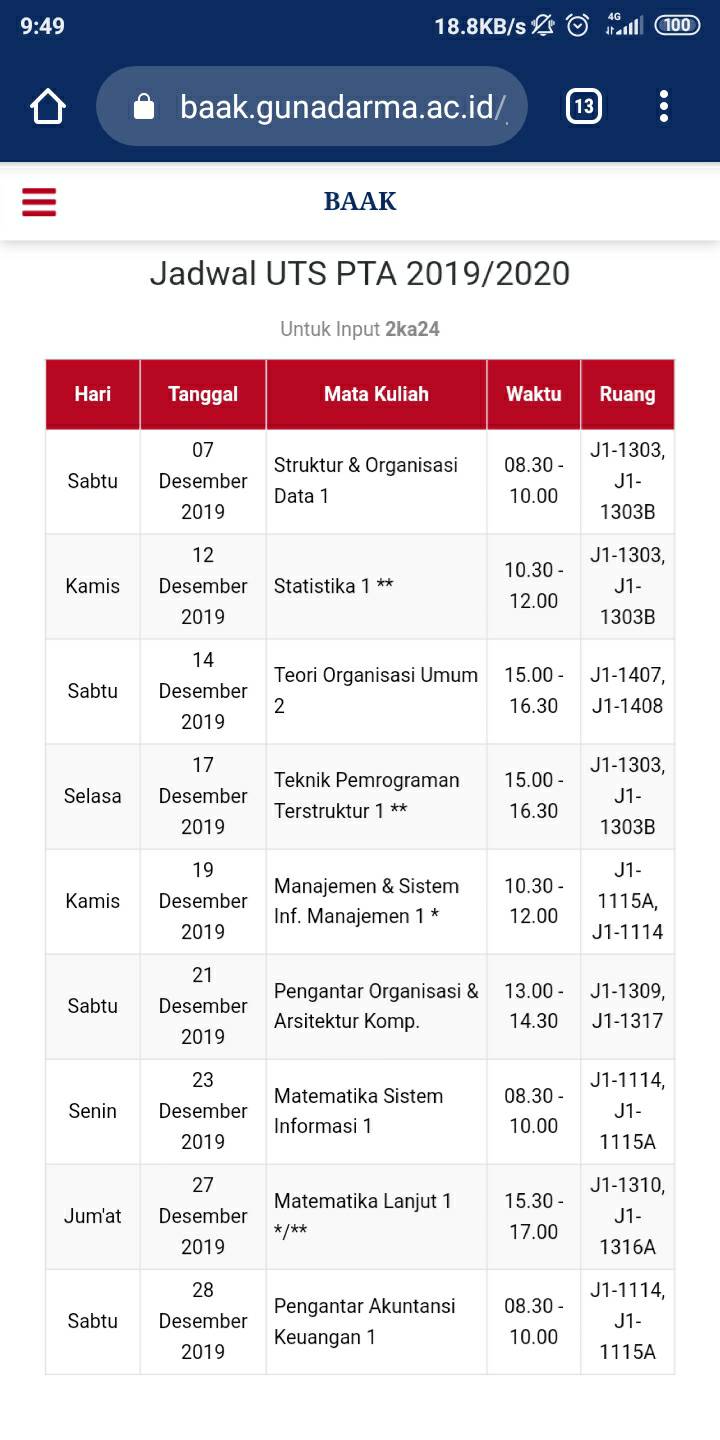 9:49
18.8KB/s
4G
100
baak.gunadarma.ac.id/
13
BAAK
Jadwal UTS PTA 2019/2020
Untuk Input 2ka24
Hari Tanggal Mata Kuliah Waktu Ruang
Sabtu
07
Desember
2019
Struktur & Organisasi
Data 1
08.30 -
10.00
J1-1303,
J1-
1303B
Kamis
12
Desember
2019
Statistika 1 **
10.30 -
12.00
J1-1303,
J1-
1303B
Sabtu
14
Desember
2019
Teori Organisasi Umum
2
15.00 -
16.30
J1-1407,
J1-1408
Selasa
17
Desember
2019
Teknik Pemrograman
Terstruktur 1 **
15.00 -
16.30
J1-1303,
J1-
1303B
Kamis
19
Desember
2019
Manajemen & Sistem
Inf. Manajemen 1 *
10.30 -
12.00
J1-
1115A,
J1-1114
Sabtu
21
Desember
2019
Pengantar Organisasi &
Arsitektur Komp.
13.00 -
14.30
J1-1309,
J1-1317
Senin
23
Desember
2019
Matematika Sistem
Informasi 1
08.30 -
10.00
J1-1114,
J1-
1115A
Jum'at
27
Desember
2019
Matematika Lanjut 1
*/**
15.30 -
17.00
J1-1310,
J1-
1316A
Sabtu
28
Desember
2019
Pengantar Akuntansi
Keuangan 1
08.30 -
10.00
J1-1114,
J1-
1115A